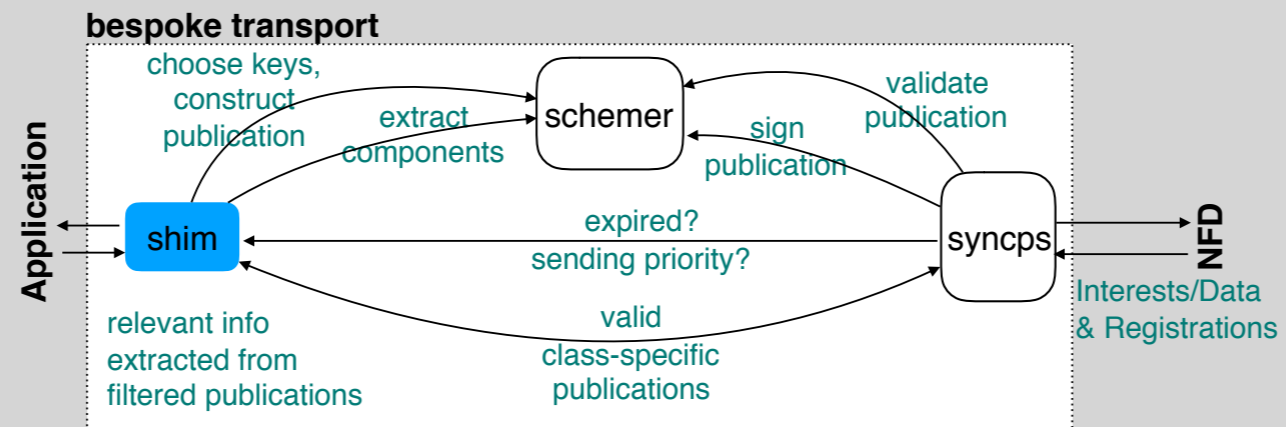 bespoke transport
choose keys,
construct
publication
extract
components
schemer
validate
publication
sign
publication
Application
shim
expired?
sending priority?
syncps
NFD
Interests/Data
& Registrations
relevant info
extracted from
filtered publications
valid
class-specific
publications